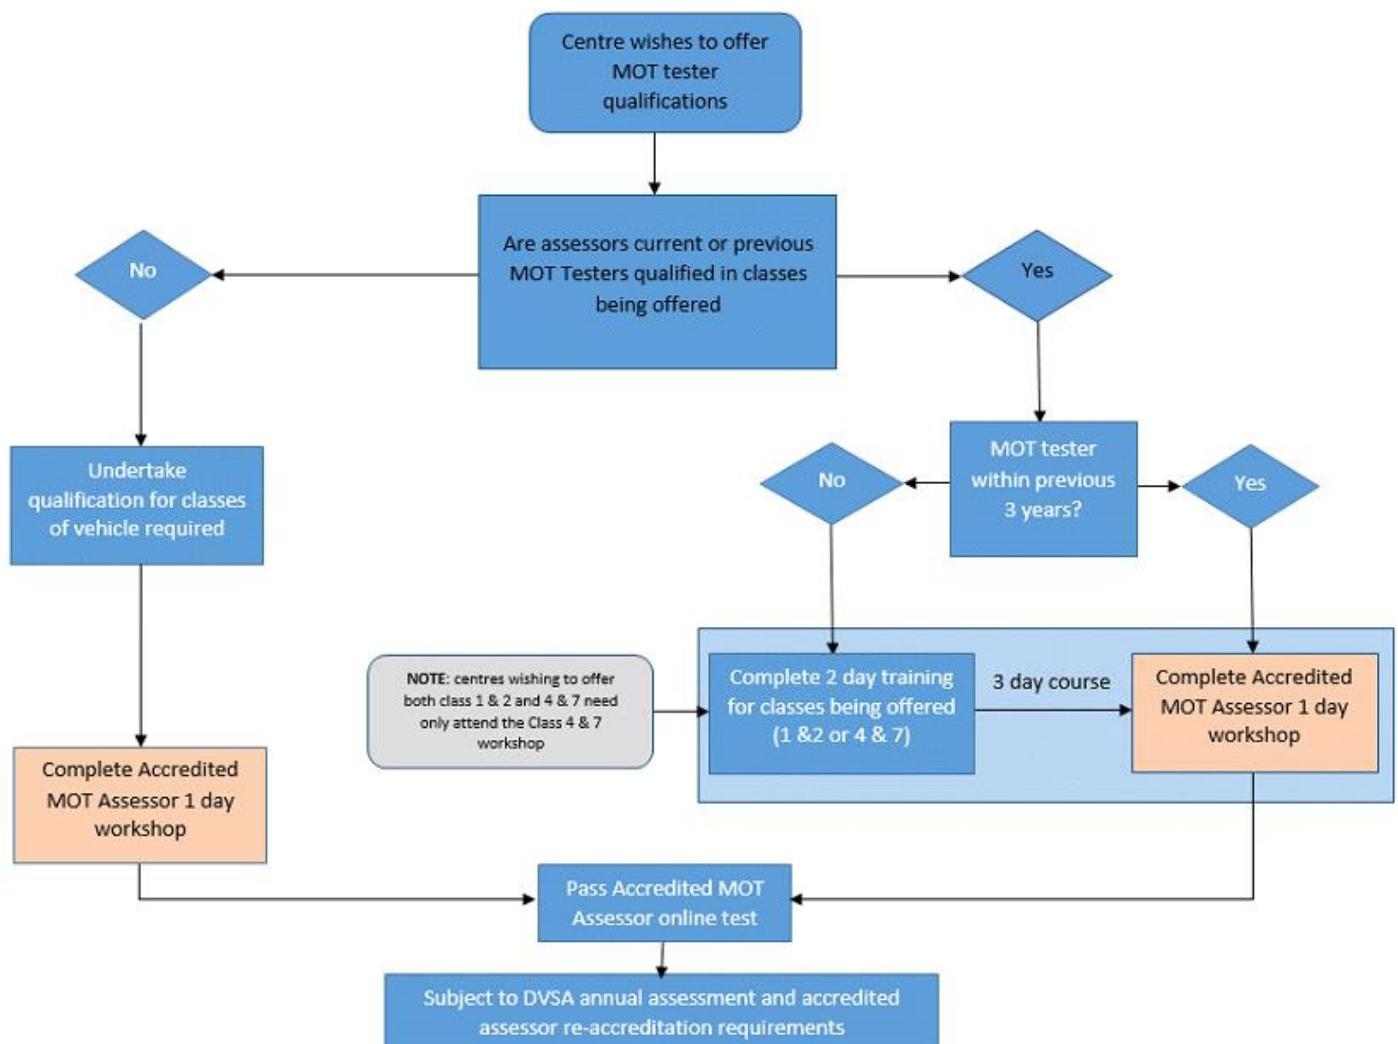 Centre wishes to offer
MOT tester
qualifications
Are assessors current or previous
MOT Testers qualified in classes
being offered
No
Yes
Undertake
qualification for classes
of vehicle required
MOT tester
within previous
3 years?
No
Yes
NOTE: centres wishing to offer
both class 1 & 2 and 4 & 7 need
only attend the Class 4 & 7
workshop
Complete 2 day training
for classes being offered
(1 &2 or 4 & 7)
3 day course
Complete Accredited
MOT Assessor 1 day
workshop
Complete Accredited
MOT Assessor 1 day
workshop
Pass Accredited MOT
Assessor online test
Subject to DVSA annual assessment and accredited
assessor re-accreditation requirements